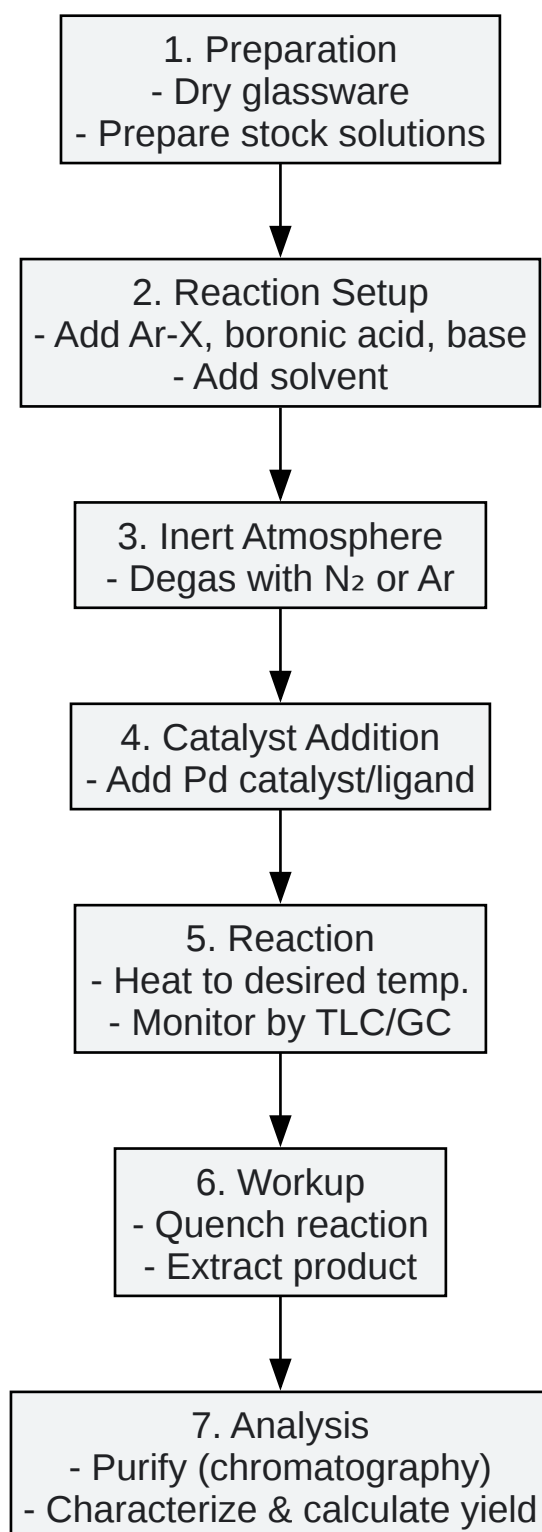 1. Preparation
- Dry glassware
- Prepare stock solutions
2. Reaction Setup
- Add Ar-X, boronic acid, base
- Add solvent
3. Inert Atmosphere
- Degas with N₂ or Ar
4. Catalyst Addition
- Add Pd catalyst/ligand
5. Reaction
- Heat to desired temp.
- Monitor by TLC/GC
6. Workup
- Quench reaction
- Extract product
7. Analysis
- Purify (chromatography)
- Characterize & calculate yield